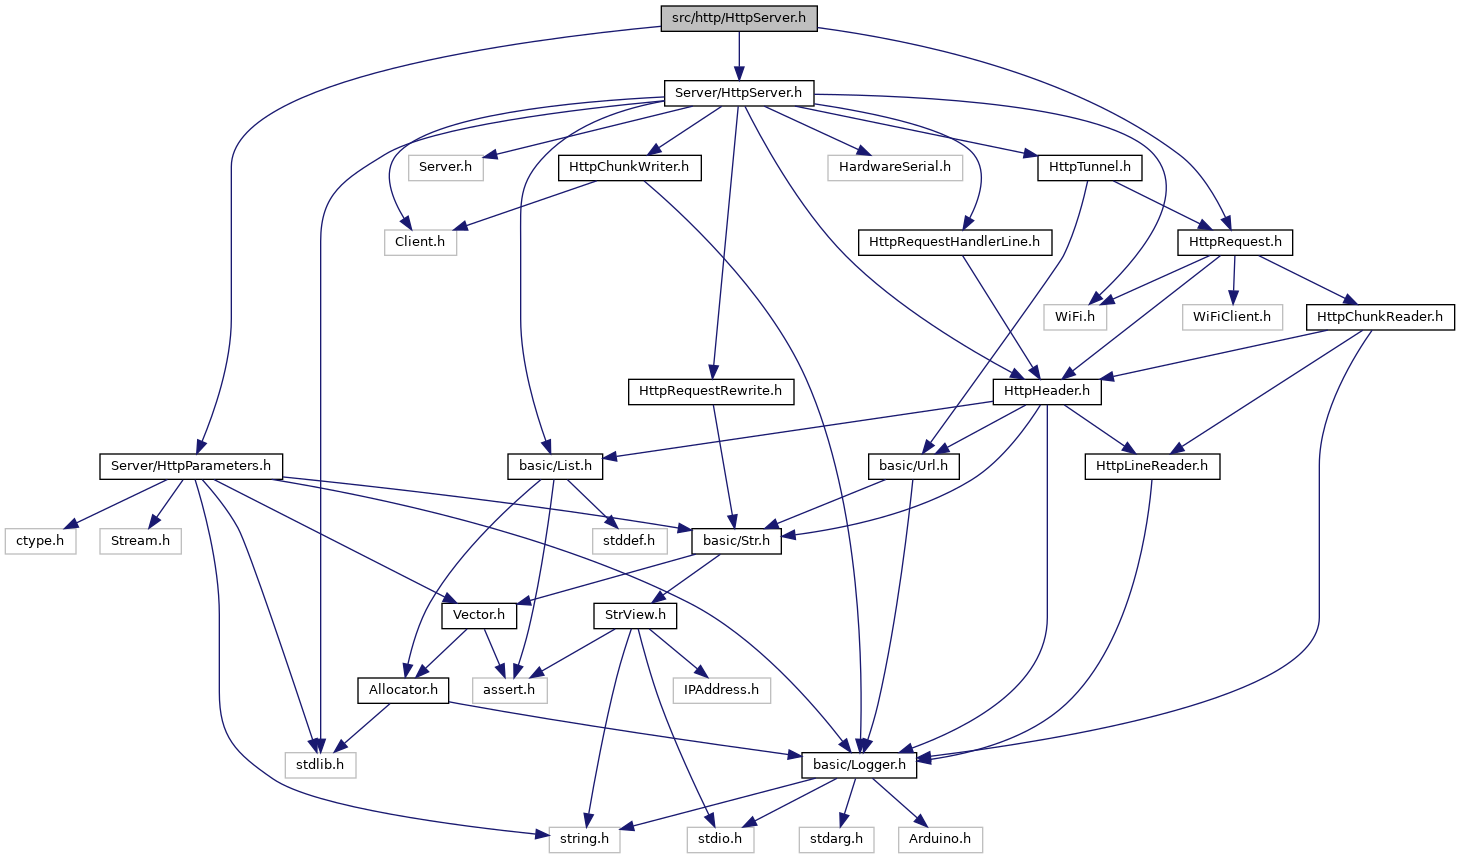 src/http/HttpServer.h
Server/HttpServer.h
Server.h
HttpChunkWriter.h
HardwareSerial.h
HttpTunnel.h
Client.h
HttpRequestHandlerLine.h
HttpRequest.h
WiFi.h
WiFiClient.h
HttpChunkReader.h
HttpRequestRewrite.h
HttpHeader.h
Server/HttpParameters.h
basic/List.h
basic/Url.h
HttpLineReader.h
ctype.h
Stream.h
stddef.h
basic/Str.h
Vector.h
StrView.h
Allocator.h
assert.h
IPAddress.h
stdlib.h
basic/Logger.h
string.h
stdio.h
stdarg.h
Arduino.h